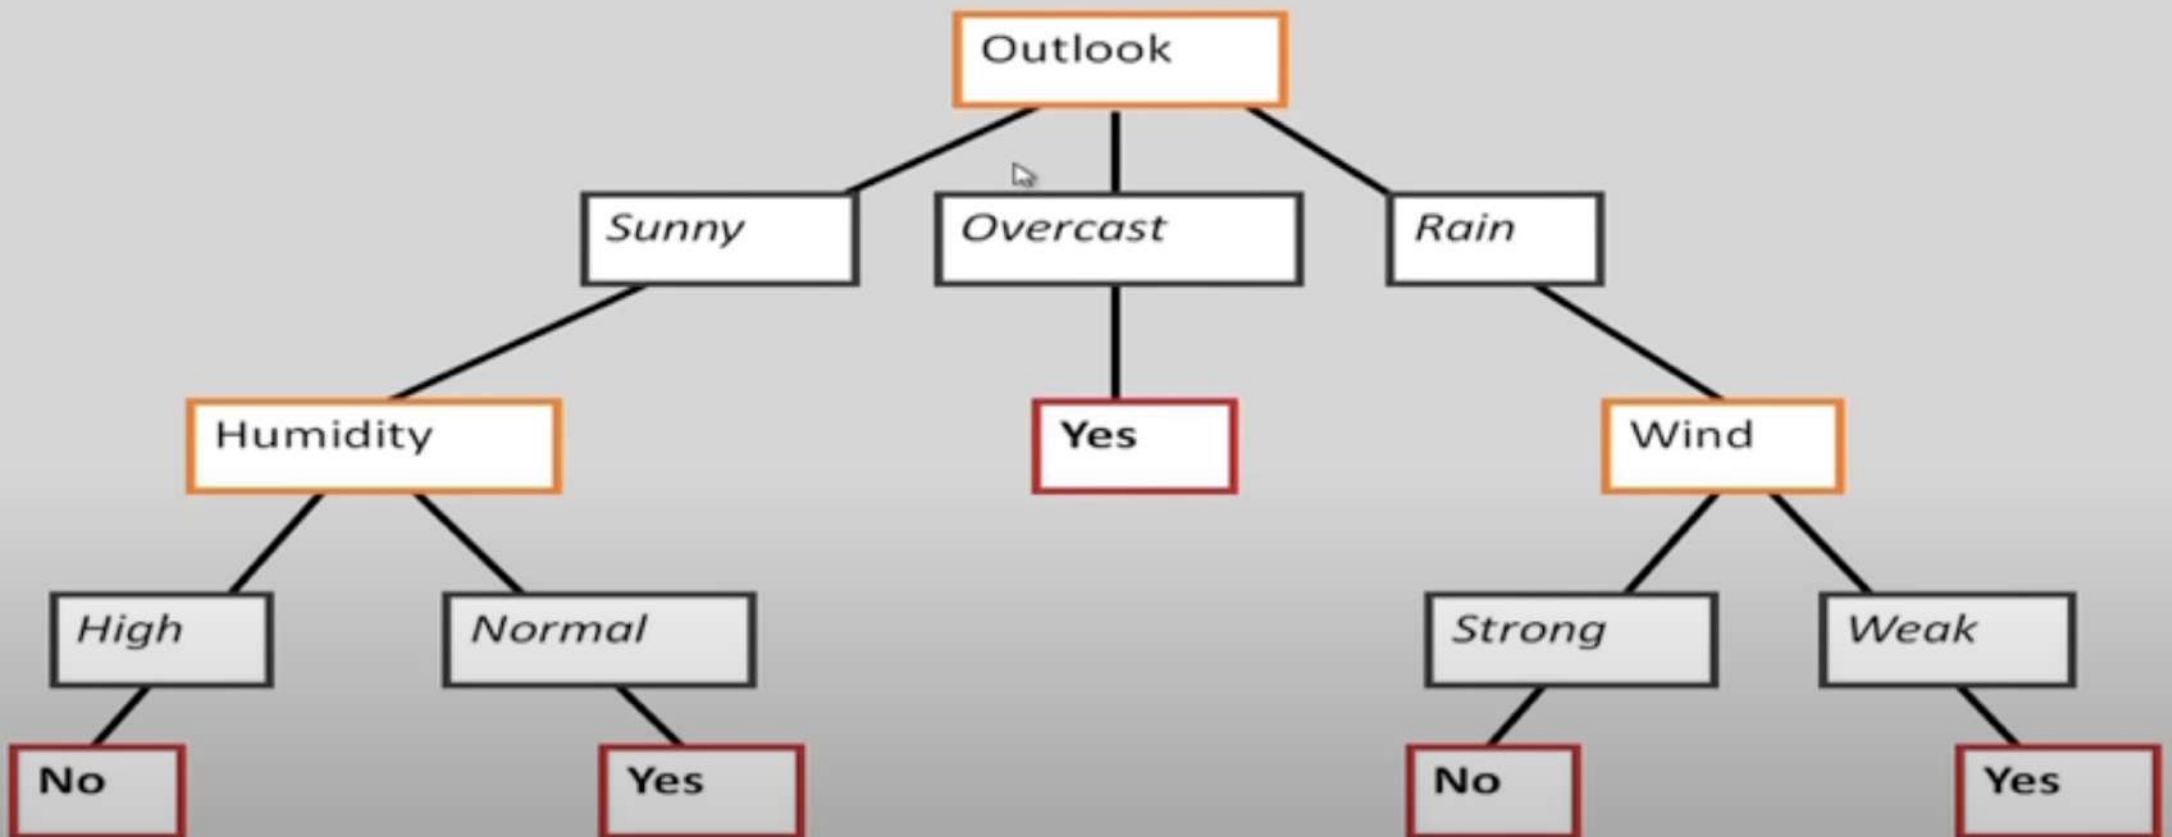 Outlook
Sunny
Overcast
Rain
Humidity
Yes
Wind
High
Normal
Strong
Weak
No
Yes
No
Yes